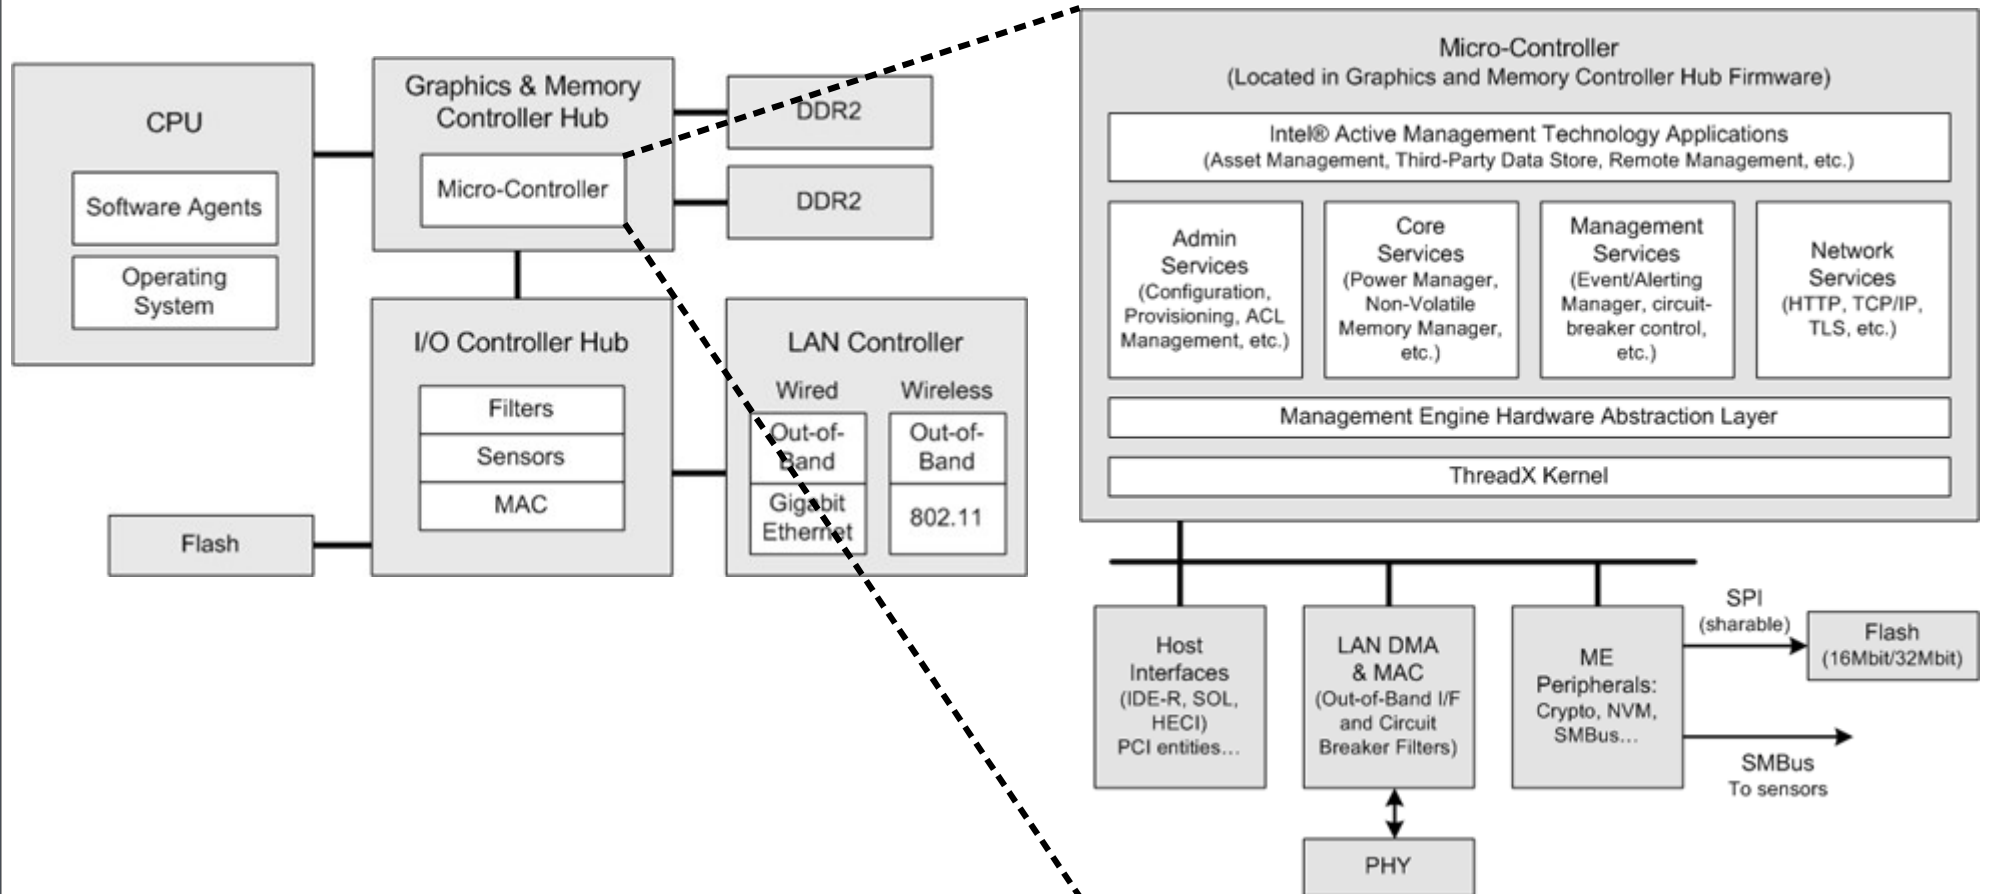 CPU
Software Agents
Operating
System
Graphics & Memory
Controller Hub
Micro-Controller
DDR2
DDR2
I/O Controller Hub
Filters
Sensors
MAC
Flash
LAN Controller
Wired
Out-of-
Band
Gigabit
Ethernet
Wireless
Out-of-
Band
802.11
Micro-Controller
(Located in Graphics and Memory Controller Hub Firmware)
Intel® Active Management Technology Applications
(Asset Management, Third-Party Data Store, Remote Management, etc.)
Admin
Services
(Configuration,
Provisioning, ACL
Management, etc.)
Core
Services
(Power Manager,
Non-Volatile
Memory Manager,
etc.)
Management
Services
(Event/Alerting
Manager, circuit-
breaker control,
etc.)
Network
Services
(HTTP, TCP/IP,
TLS, etc.)
Management Engine Hardware Abstraction Layer
ThreadX Kernel
Host
Interfaces
(IDE-R, SOL,
HECI)
PCI entities...
LAN DMA
& MAC
(Out-of-Band I/F
and Circuit
Breaker Filters)
PHY
ME
Peripherals:
Crypto, NVM,
SMBus...
SPI
(sharable)
Flash
(16Mbit/32Mbit)
SMBus
To sensors